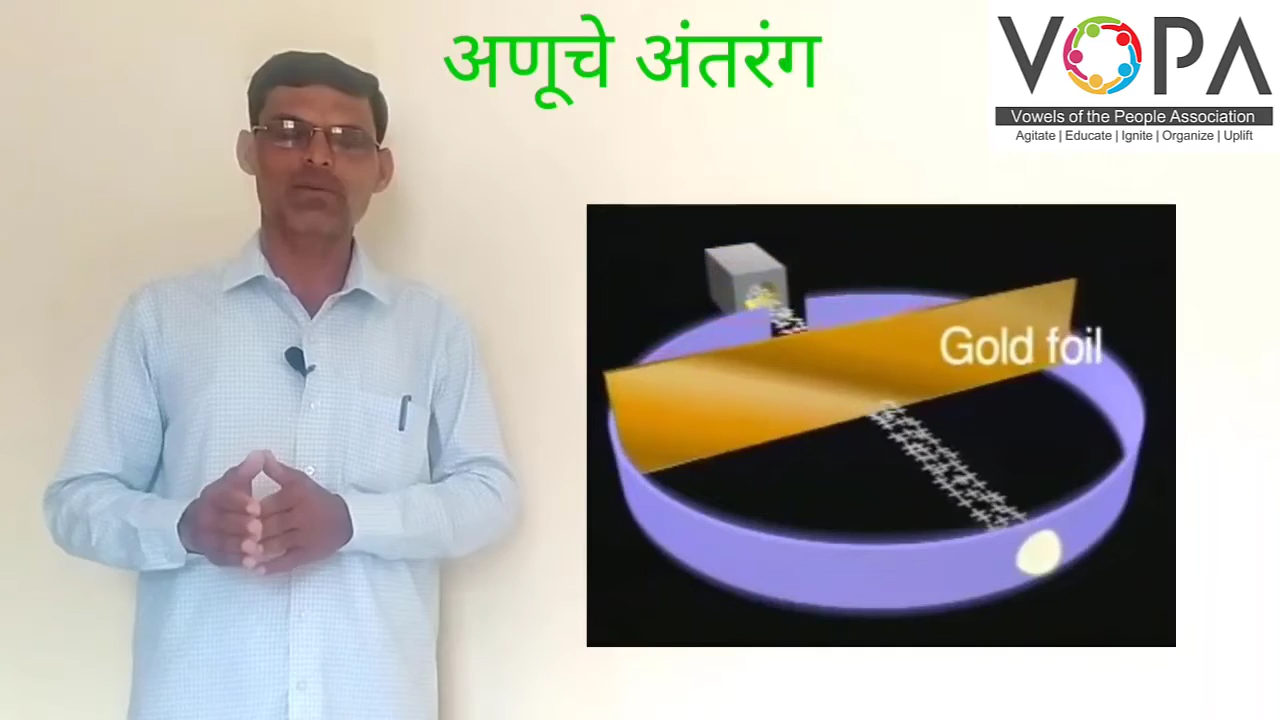 अणूचे अंतरंग
VOPA
Vowels of the People Association
Agitate | Educate | Ignite | Organize | Uplift
Gold foil